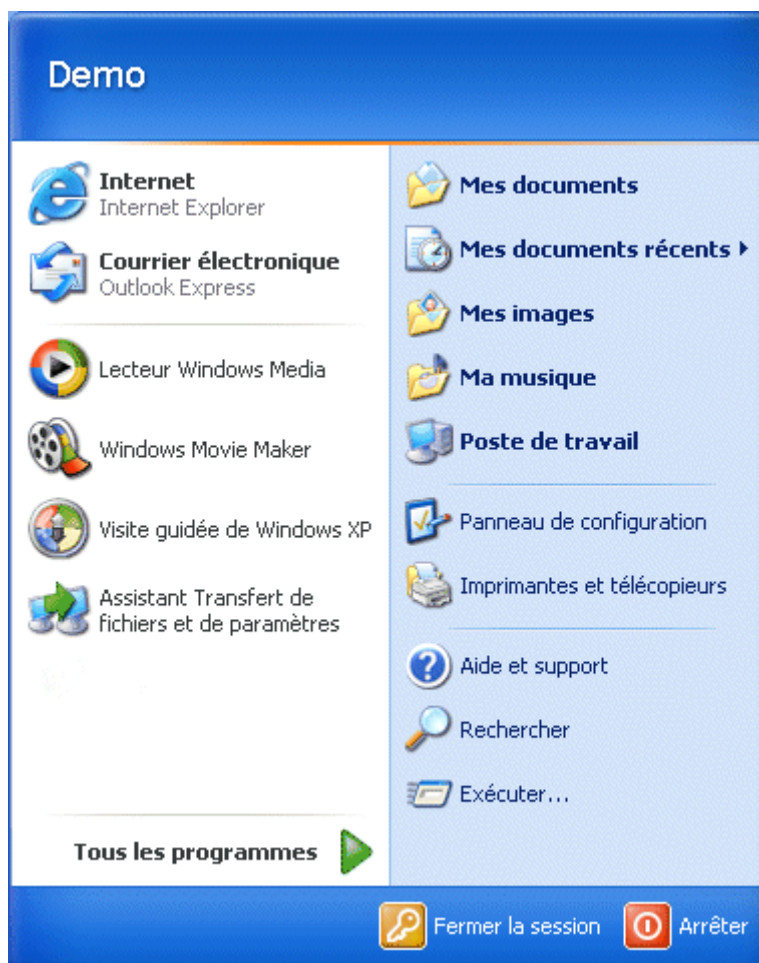 Demo
Internet
Internet Explorer
Courrier électronique
Outlook Express
Lecteur Windows Media
Windows Movie Maker
Visite guidée de Windows XP
Assistant Transfert de
fichiers et de paramètres
Tous les programmes
Mes documents
Mes documents récents
Mes images
Ma musique
Poste de travail
Panneau de configuration
Imprimantes et télécopieurs
Aide et support
Rechercher
Exécuter...
Fermer la session
Arrêter